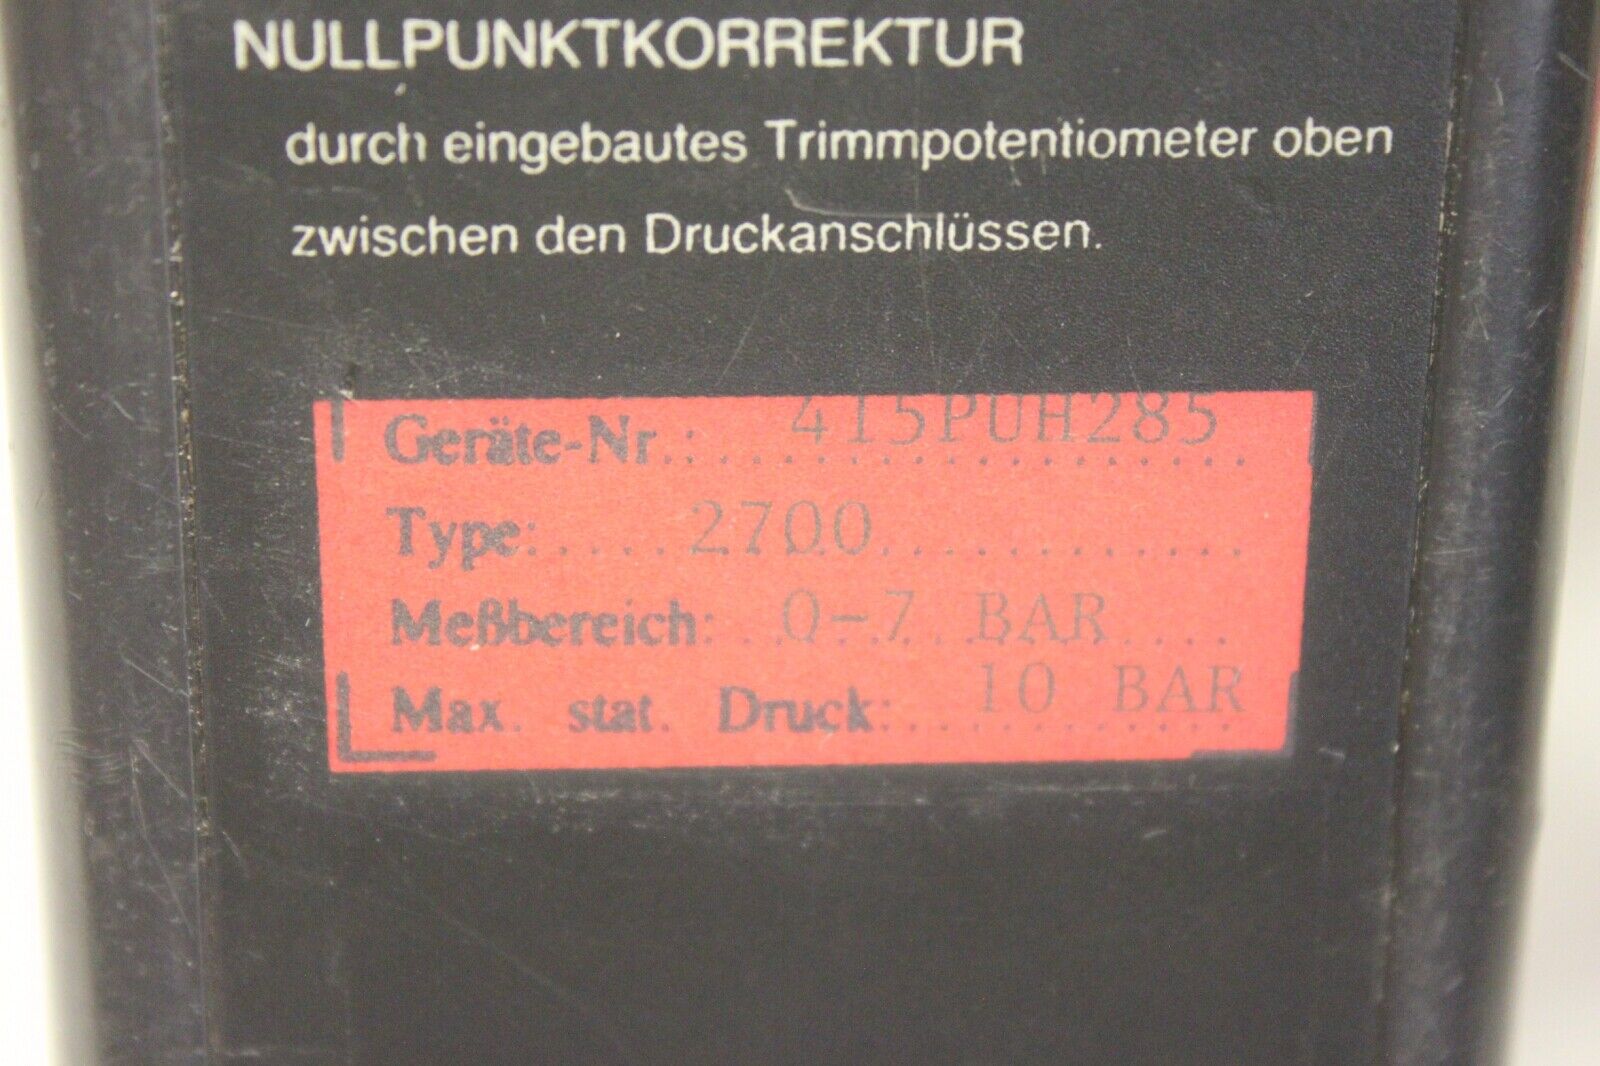 NULLPUNKTKORREKTUR
durch eingebautes Trimmpotentiometer oben
zwischen den Druckanschlüssen.
Geräte-Nr.: 415PUH285
Type: 2700
Meßbereich: 0-7 BAR
Max. stat. Druck: 10 BAR